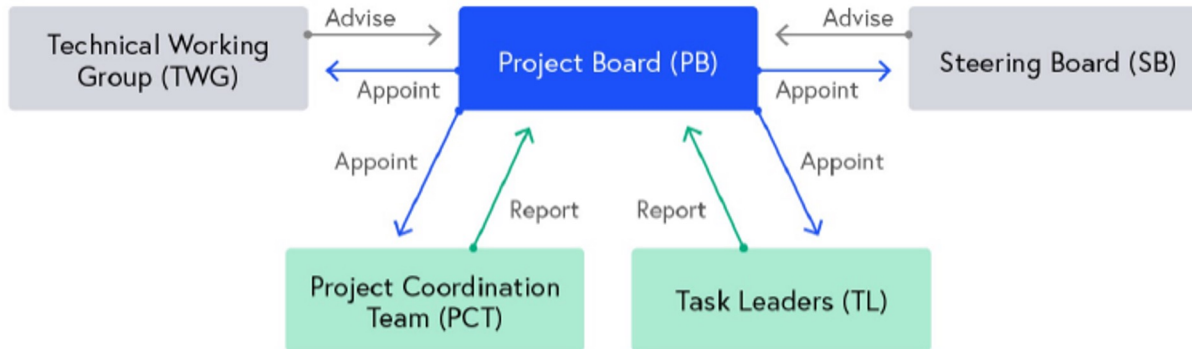 Advise
Advise
Technical Working
Group (TWG)
Project Board (PB)
Steering Board (SB)
Appoint
Appoint
Appoint
Appoint
Report
Report
Project Coordination
Team (PCT)
Task Leaders (TL)